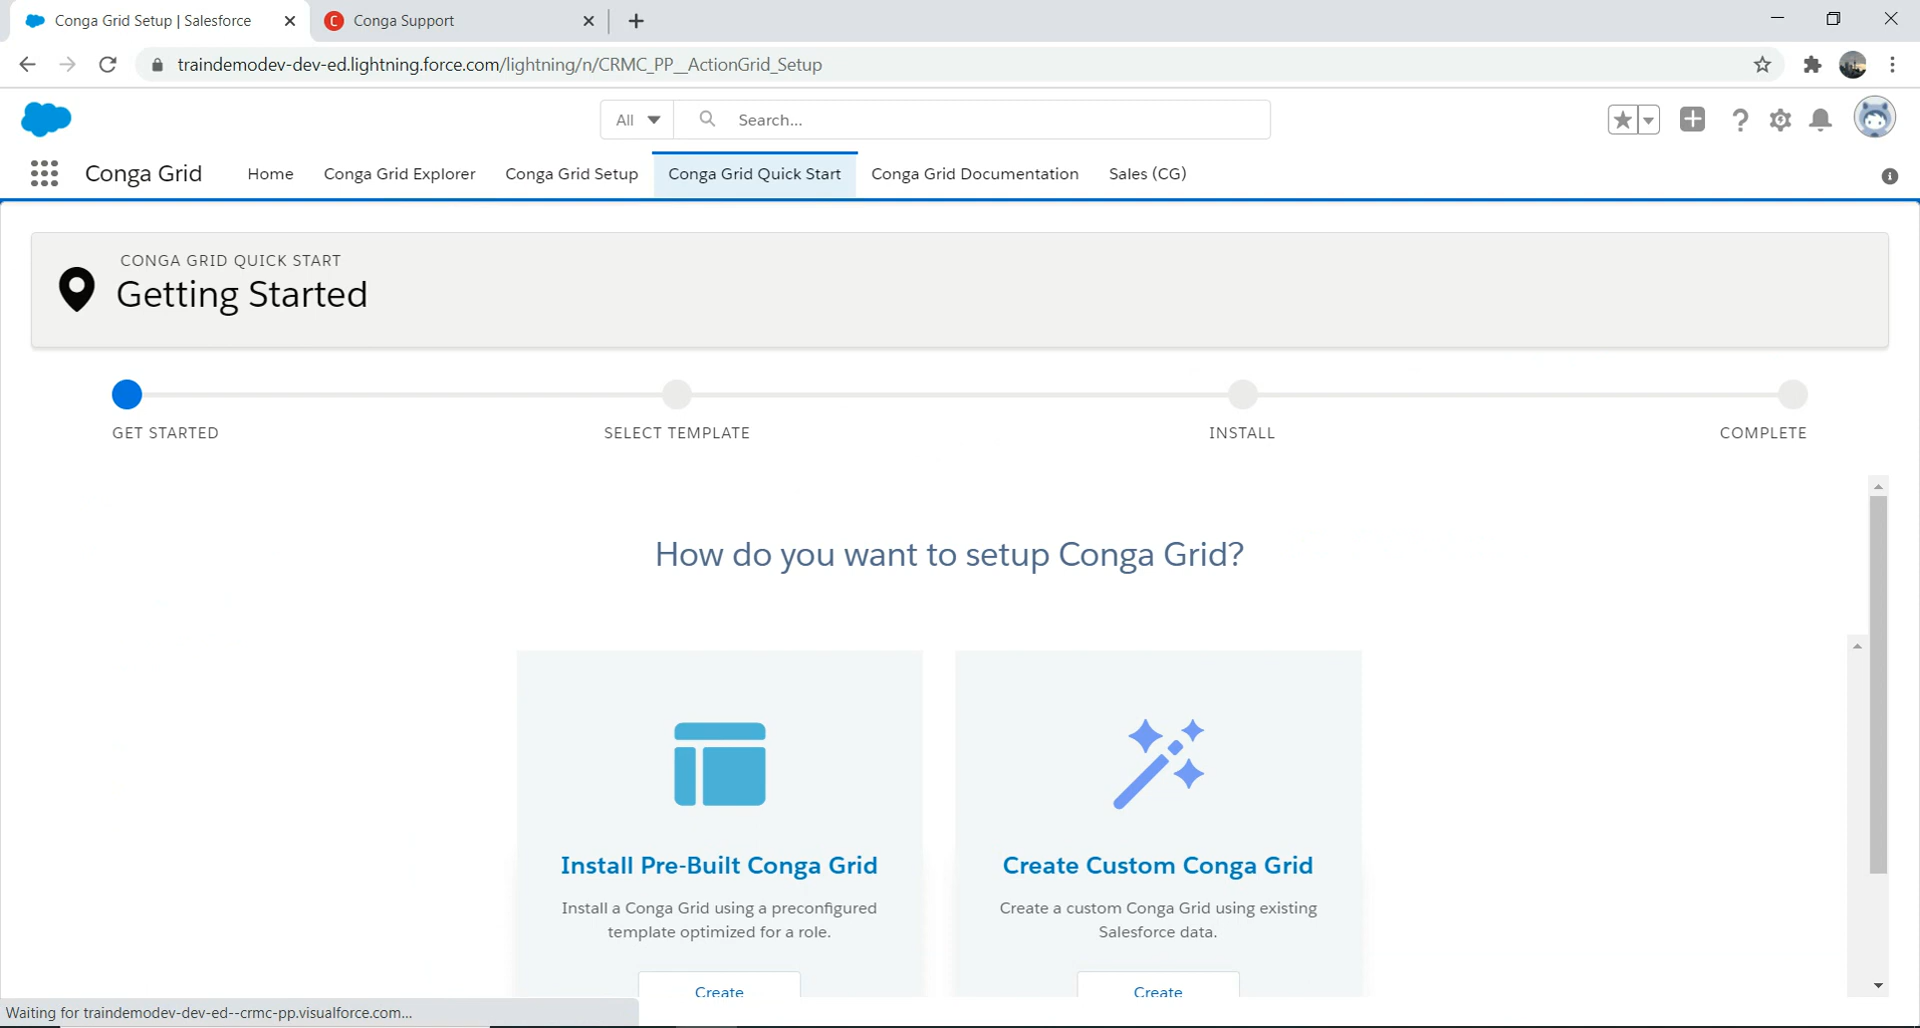 Conga Grid Setup | Salesforce
C Conga Support
traindemodev-dev-ed.lightning.force.com/lightning/n/CRMC_PP__ActionGrid_Setup
All Search...
Conga Grid Home Conga Grid Explorer Conga Grid Setup Conga Grid Quick Start Conga Grid Documentation Sales (CG)
CONGA GRID QUICK START
Getting Started
GET STARTED SELECT TEMPLATE INSTALL COMPLETE
How do you want to setup Conga Grid?
Install Pre-Built Conga Grid
Install a Conga Grid using a preconfigured
template optimized for a role.
Create
Create Custom Conga Grid
Create a custom Conga Grid using existing
Salesforce data.
Create
Waiting for traindemodev-dev-ed--crmc-pp.visualforce.com...